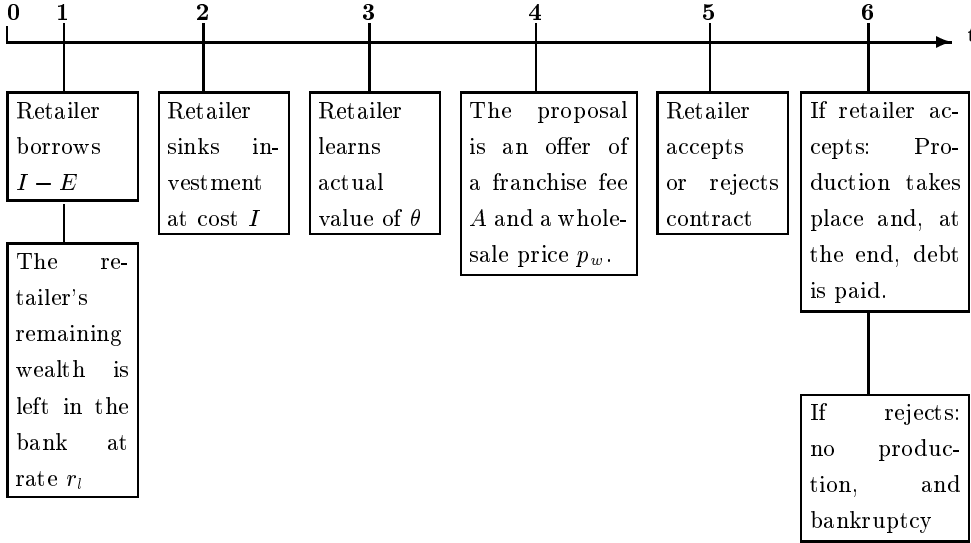 0 1 2 3 4 5 6
t
Retailer
borrows
I − E
The re-
tailer's
remaining
wealth is
left in the
bank at
rate r_l
Retailer
sinks in-
vestment
at cost I
Retailer
learns
actual
value of θ
The proposal
is an offer of
a franchise fee
A and a whole-
sale price p_w.
Retailer
accepts
or rejects
contract
If retailer ac-
cepts: Pro-
duction takes
place and, at
the end, debt
is paid.
If rejects:
no produc-
tion, and
bankruptcy